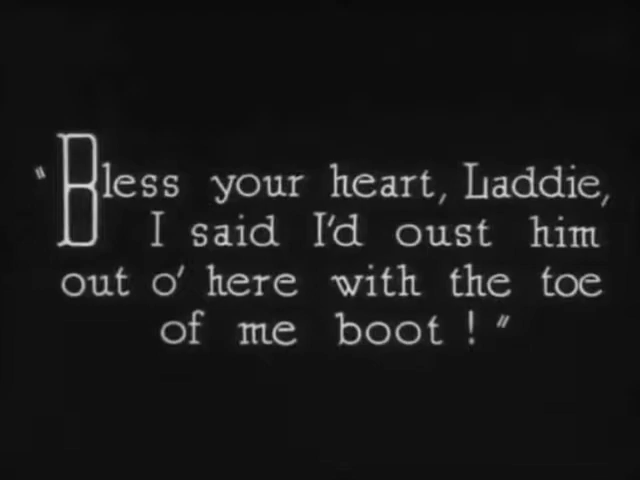 "Bless your heart, Laddie,
I said I'd oust him
out o' here with the toe
of me boot!"